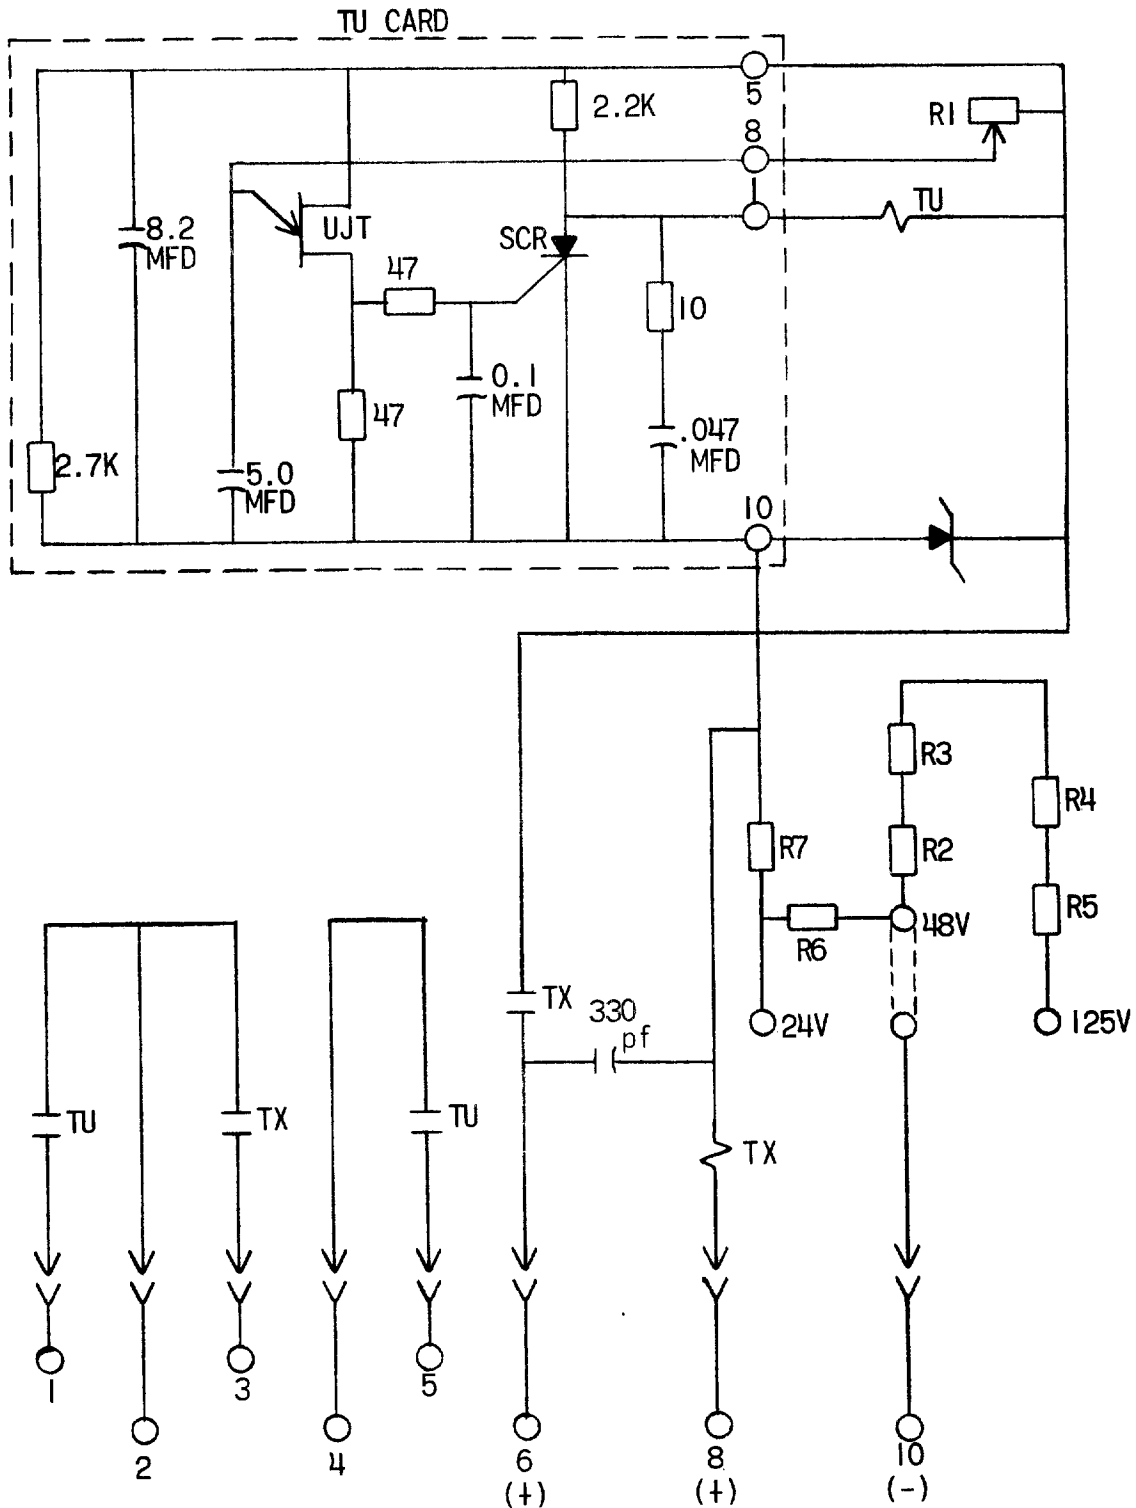 TU CARD
5
2.2K
R1
8
1
TU
8.2
MFD
UJT
SCR
47
10
0.1
MFD
47
.047
MFD
2.7K
5.0
MFD
10
R3
R4
R7
R2
R5
48V
R6
TX
330
pf
24V
125V
TU
TX
TU
TX
1
3
5
2
4
6
(+)
8
(+)
10
(-)